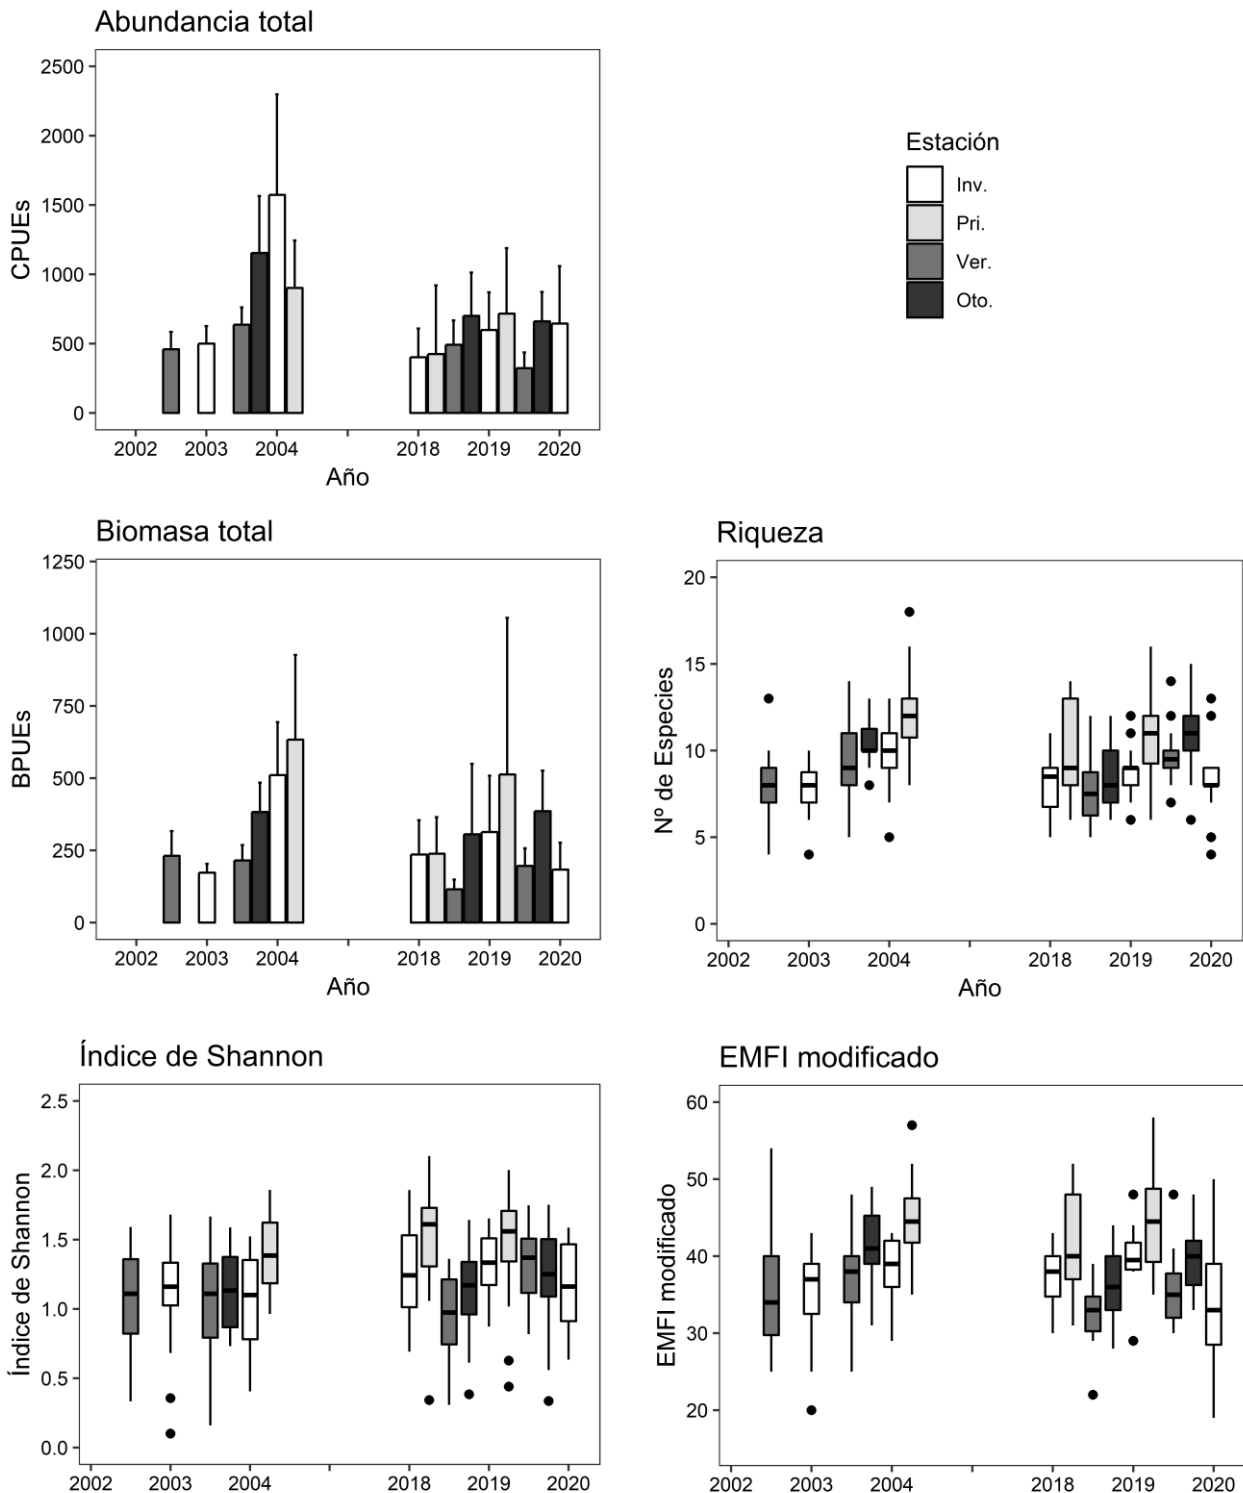 Abundancia total
2500
2000
1500
1000
500
0
CPUEs
2002 2003 2004 2018 2019 2020
Año
Estación
Inv.
Pri.
Ver.
Oto.
Biomasa total
1250
1000
750
500
250
0
BPUEs
2002 2003 2004 2018 2019 2020
Año
Riqueza
20
15
10
5
0
Nº de Especies
2002 2003 2004 2018 2019 2020
Año
Índice de Shannon
2.5
2.0
1.5
1.0
0.5
0.0
Índice de Shannon
2002 2003 2004 2018 2019 2020
EMFI modificado
60
50
40
30
20
EMFI modificado
2002 2003 2004 2018 2019 2020